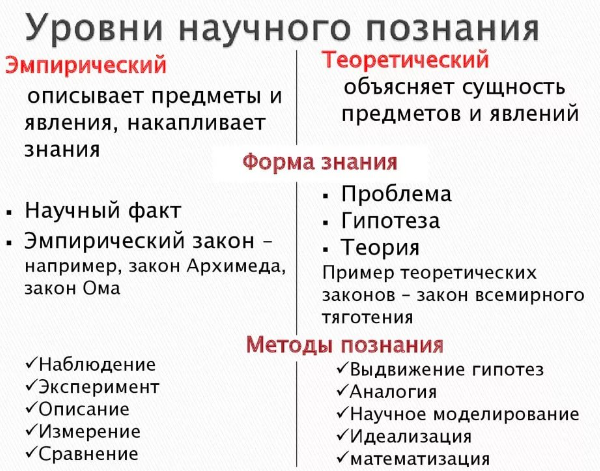 Уровни научного познания
Эмпирический
описывает предметы и
явления, накапливает
знания
Теоретический
объясняет сущность
предметов и явлений
Форма знания
▪ Научный факт
▪ Эмпирический закон –
например, закон Архимеда,
закон Ома
▪ Проблема
▪ Гипотеза
▪ Теория
Пример теоретических
законов – закон всемирного
тяготения
Методы познания
✓Наблюдение
✓Эксперимент
✓Описание
✓Измерение
✓Сравнение
✓Выдвижение гипотез
✓Аналогия
✓Научное моделирование
✓Идеализация
✓математизация